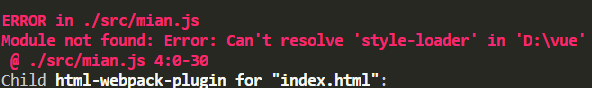 ERROR in ./src/mian.js
Module not found: Error: Can't resolve 'style-loader' in 'D:\vue'
@ ./src/mian.js 4:0-30
Child html-webpack-plugin for "index.html":